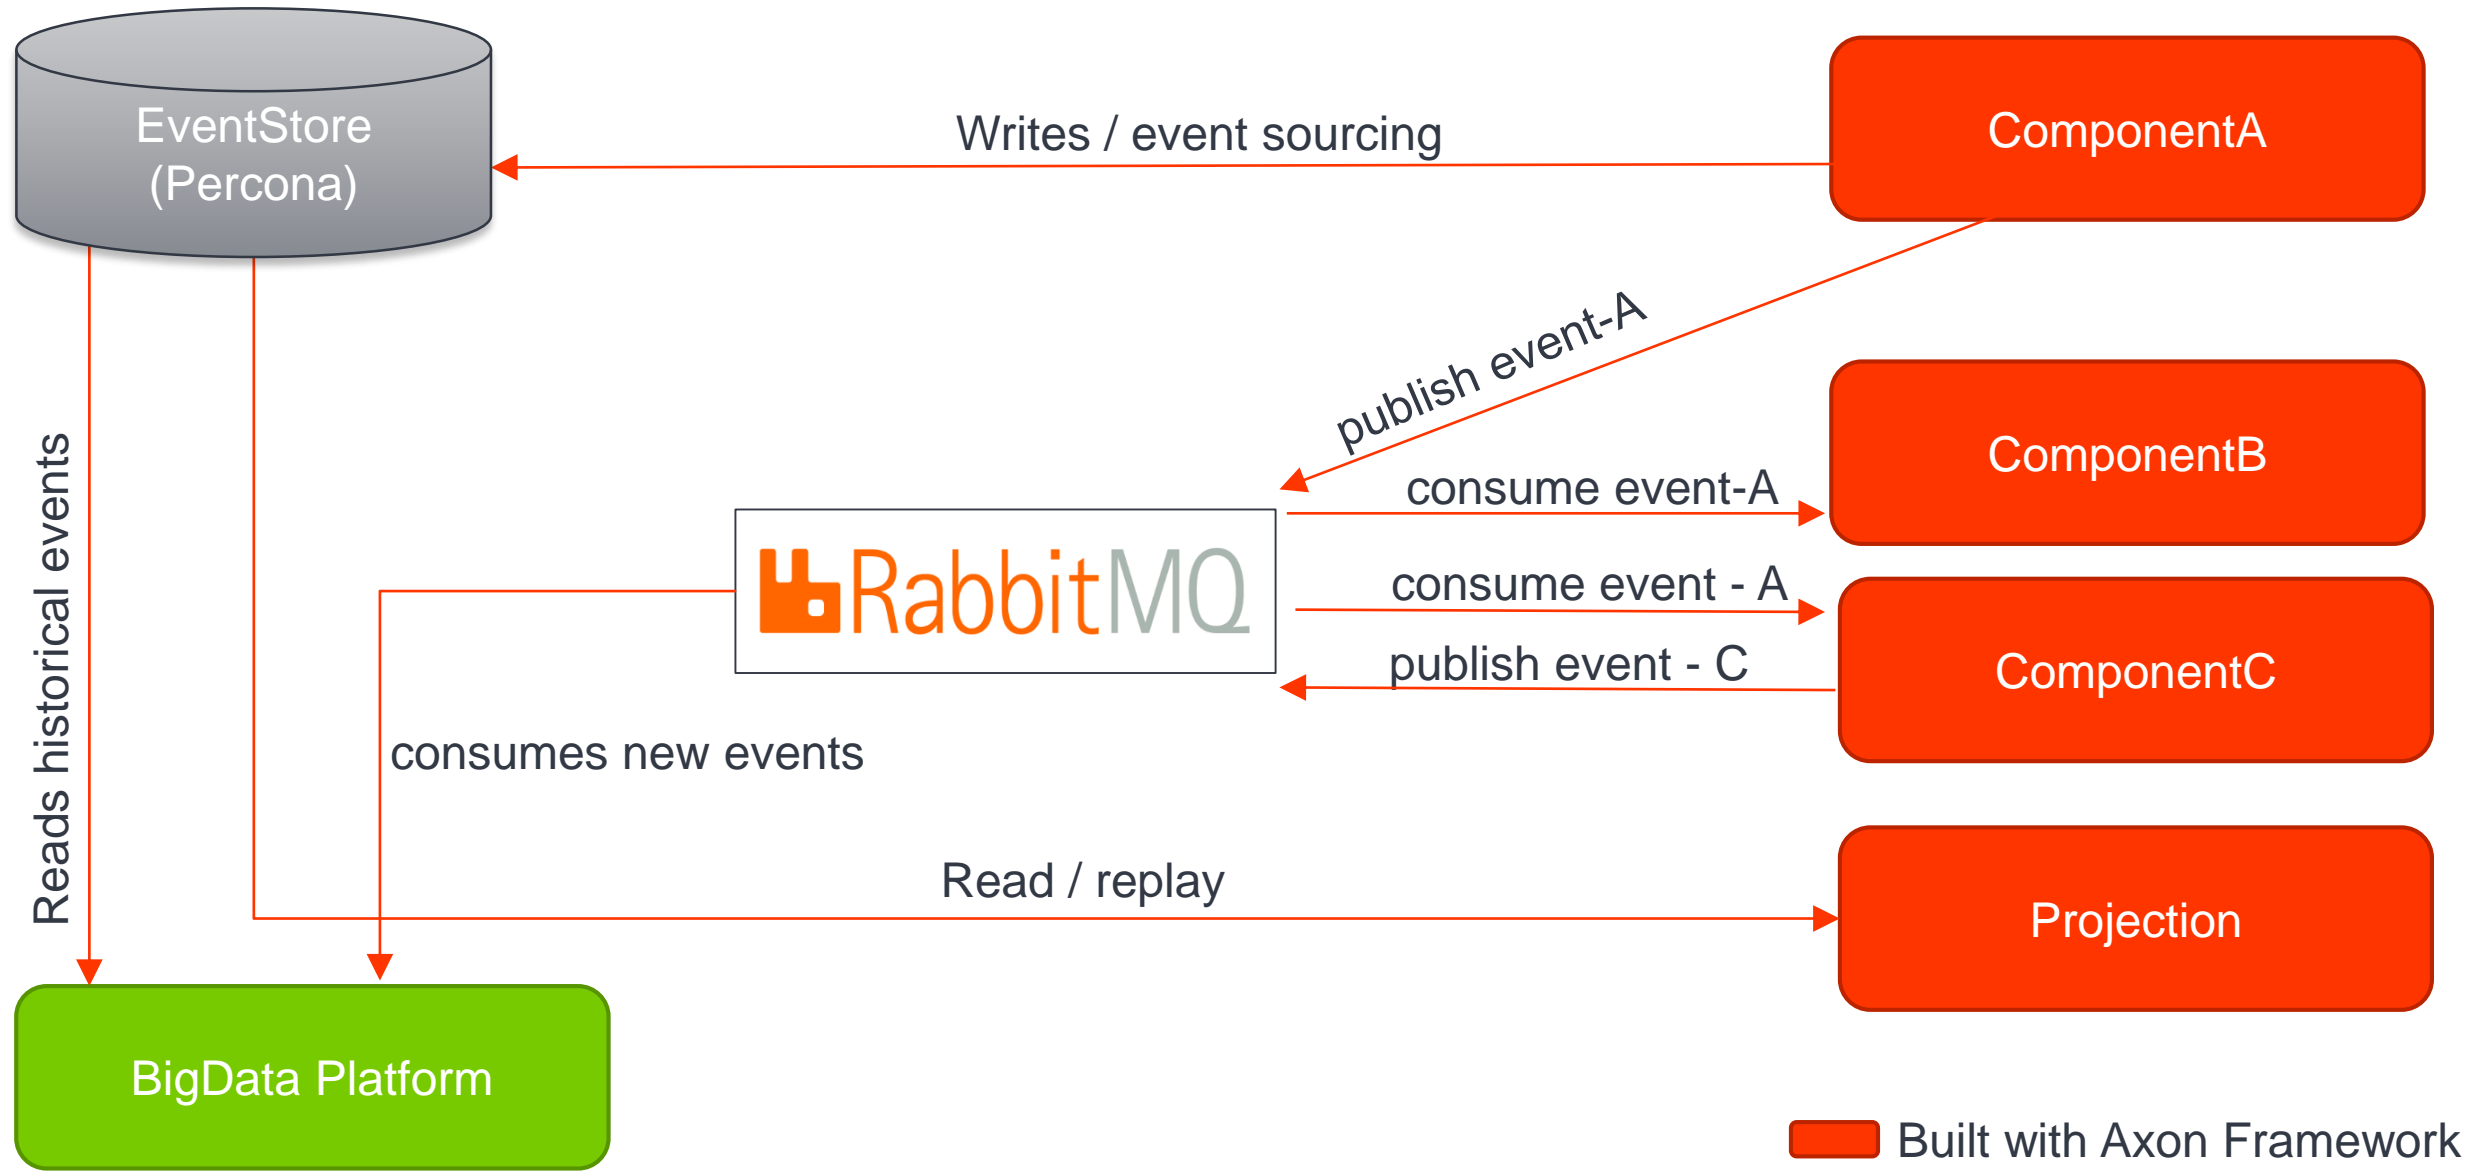 EventStore
(Percona)
Writes / event sourcing
ComponentA
publish event-A
ComponentB
consume event-A
RabbitMQ
consume event - A
publish event - C
ComponentC
Reads historical events
consumes new events
Read / replay
Projection
BigData Platform
Built with Axon Framework